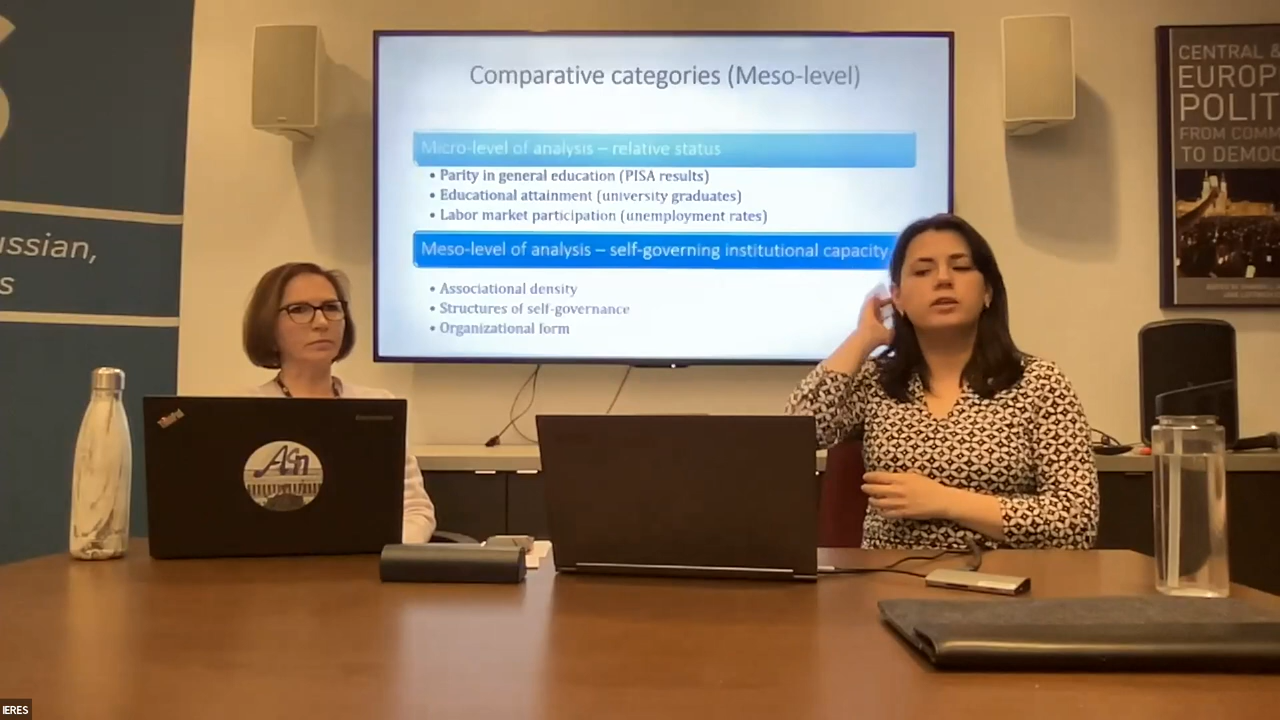 Comparative categories (Meso-level)
Micro-level of analysis – relative status
• Parity in general education (PISA results)
• Educational attainment (university graduates)
• Labor market participation (unemployment rates)
Meso-level of analysis – self-governing institutional capacity
• Associational density
• Structures of self-governance
• Organizational form
CENTRAL &
EUROP
POLIT
FROM COMM
TO DEMOC
ussian,
s
S
ThinkPad
Asn
IERES